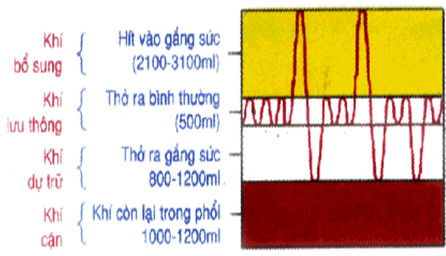 Khí
bổ sung
Hít vào gắng sức
(2100-3100ml)
Khí
lưu thông
Thở ra bình thường
(500ml)
Khí
dự trữ
Thở ra gắng sức
800-1200ml
Khí
cặn
Khí còn lại trong phổi
1000-1200ml